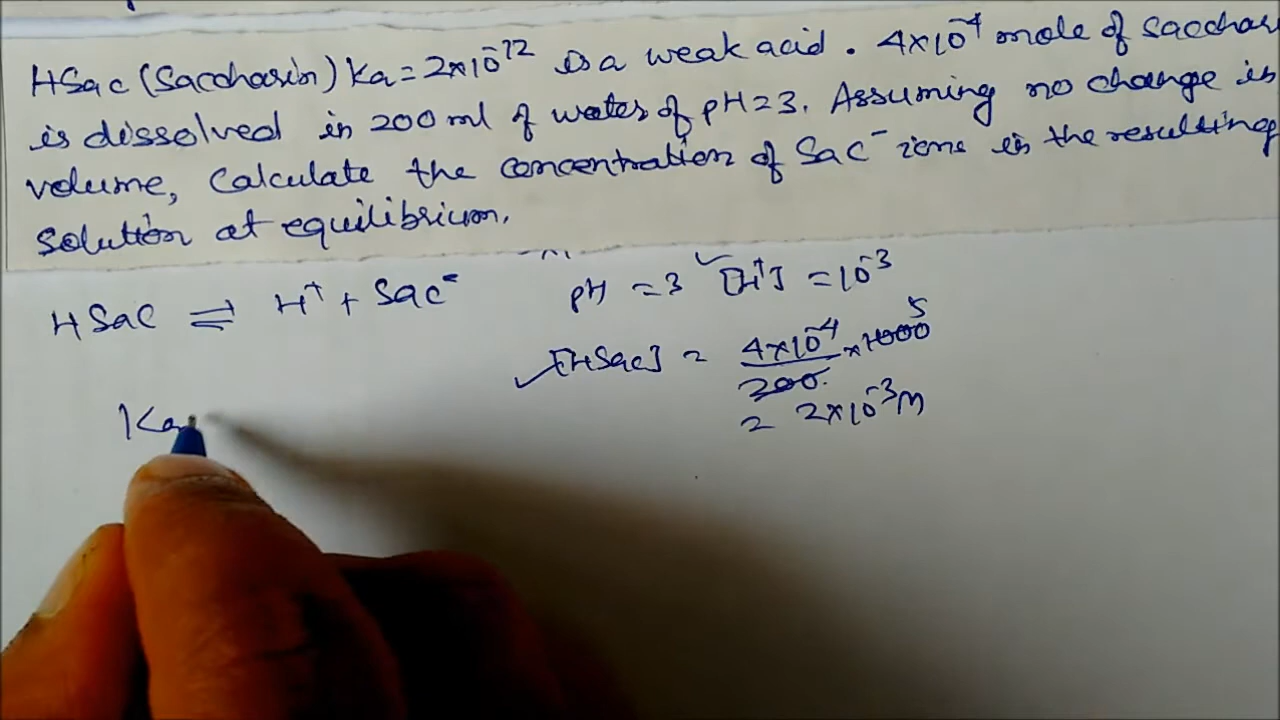 HSac (Saccharin) Ka = 2×10⁻¹² is a weak acid. 4×10⁻⁴ mole of sacchar
is dissolved in 200 ml of water of pH = 3. Assuming no change is
volume, Calculate the concentration of Sac⁻ ions in the resulting
solution at equilibrium.
HSac ⇌ H⁺ + Sac⁻
pH = 3 ✓ [H⁺] = 10⁻³
✓ [HSac] = 4×10⁻⁴ / 200 × 1000 5
= 2×10⁻³ M
Ka